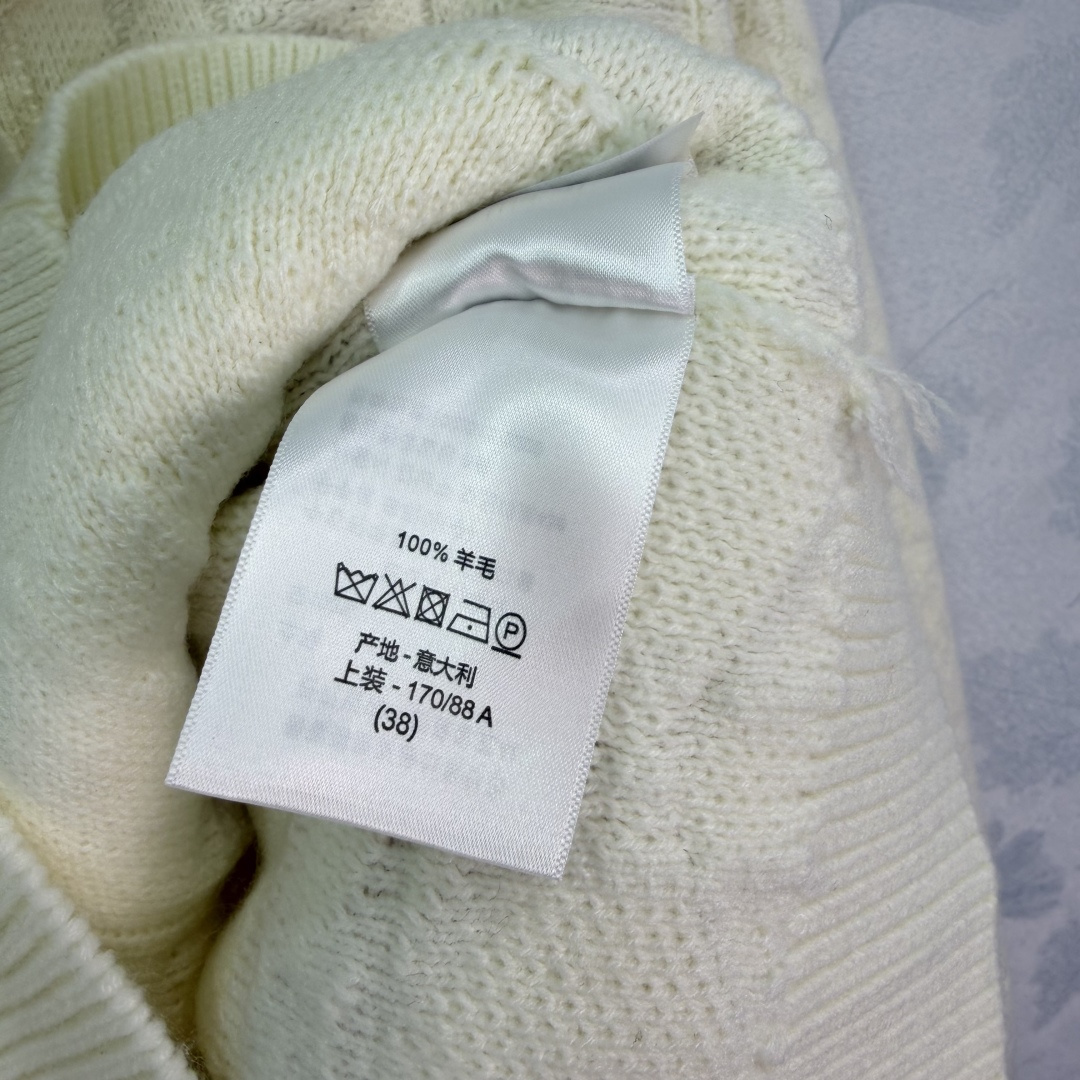 100% 羊毛
P
产地 - 意大利
上装 - 170/88 A
(38)